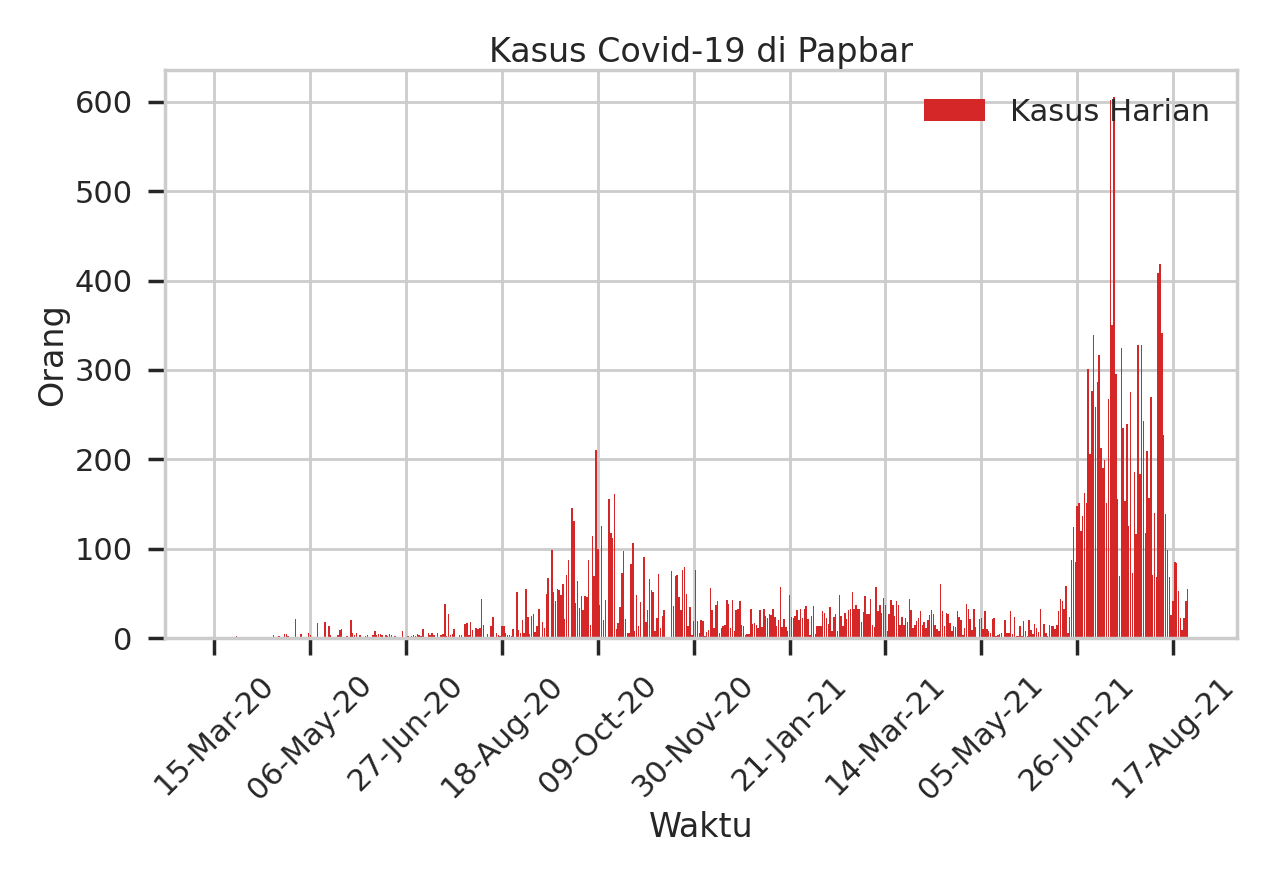 Kasus Covid-19 di Papbar
Kasus Harian
600
500
400
300
200
100
0
Orang
15-Mar-20
06-May-20
27-Jun-20
18-Aug-20
09-Oct-20
30-Nov-20
21-Jan-21
14-Mar-21
05-May-21
26-Jun-21
17-Aug-21
Waktu